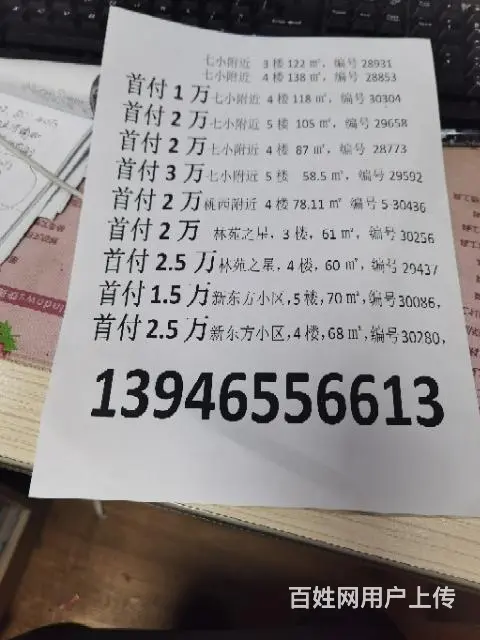 七小附近 3楼 122㎡, 编号 28931
七小附近 4楼 138㎡, 编号 28853
首付 1 万 七小附近 4楼 118㎡, 编号 30304
首付 2 万 七小附近 5楼 105㎡, 编号 29658
首付 2 万 七小附近 4楼 87㎡, 编号 28773
首付 3 万 七小附近 5楼 58.5㎡, 编号 29592
首付 2 万 桃西附近 4楼 78.11㎡, 编号 5-30436
首付 2 万 林苑之星, 3楼, 61㎡, 编号 30256
首付 2.5 万 林苑之星, 4楼, 60㎡, 编号 29437
首付 1.5 万 新东方小区, 5楼, 70㎡, 编号 30086,
首付 2.5 万 新东方小区, 4楼, 68㎡, 编号 30280,
13946556613
百姓网用户上传